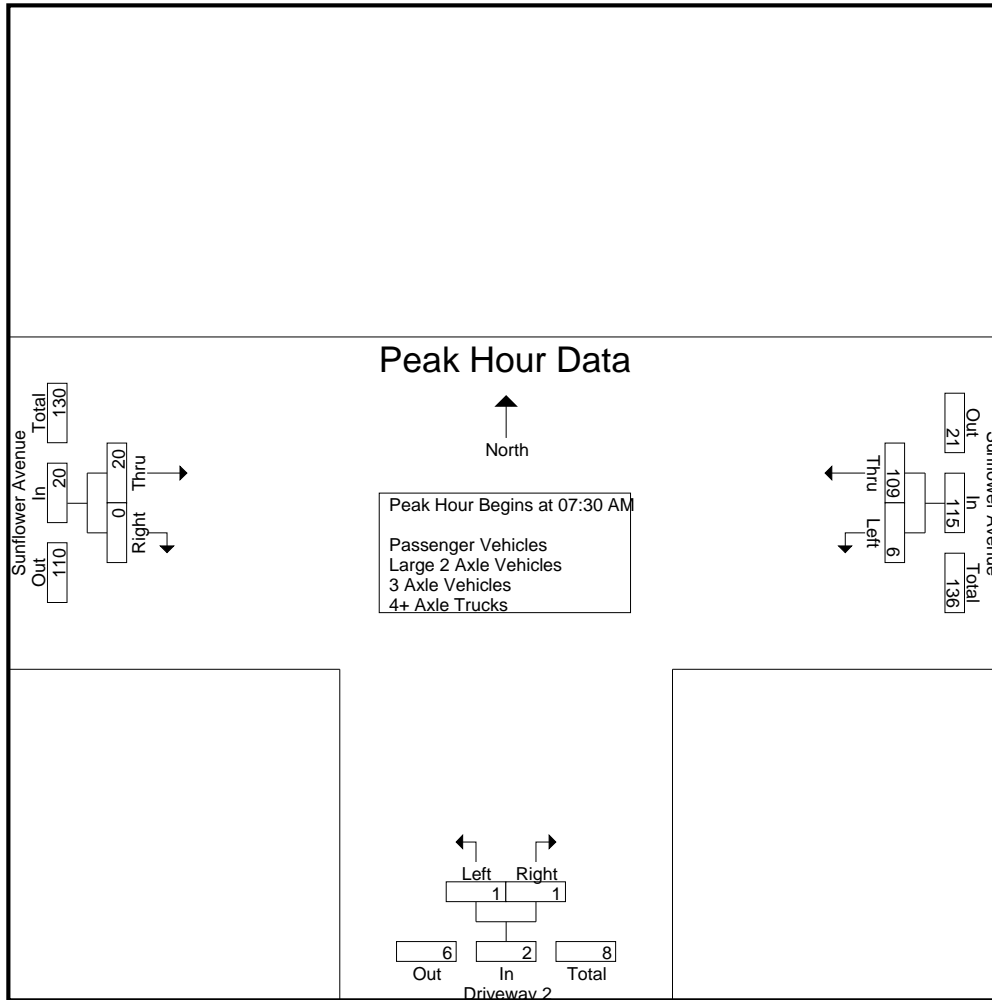 Peak Hour Data
North
Peak Hour Begins at 07:30 AM
Passenger Vehicles
Large 2 Axle Vehicles
3 Axle Vehicles
4+ Axle Trucks
Sunflower Avenue
Total
130
In
20
Out
110
Thru
20
Right
0
Out
21
In
115
Total
136
Sunflower Avenue
Thru
109
Left
6
Left Right
1 1
6 2 8
Out In Total
Driveway 2